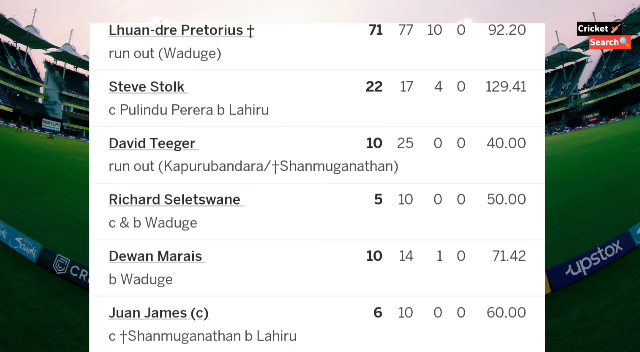 Lhuan-dre Pretorius † 71 77 10 0 92.20
run out (Waduge)
Steve Stolk 22 17 4 0 129.41
c Pulindu Perera b Lahiru
David Teeger 10 25 0 0 40.00
run out (Kapurubandara/†Shanmuganathan)
Richard Seletswane 5 10 0 0 50.00
c & b Waduge
Dewan Marais 10 14 1 0 71.42
b Waduge
Juan James (c) 6 10 0 0 60.00
c †Shanmuganathan b Lahiru
Cricket 🏏
Search🔍
upstox